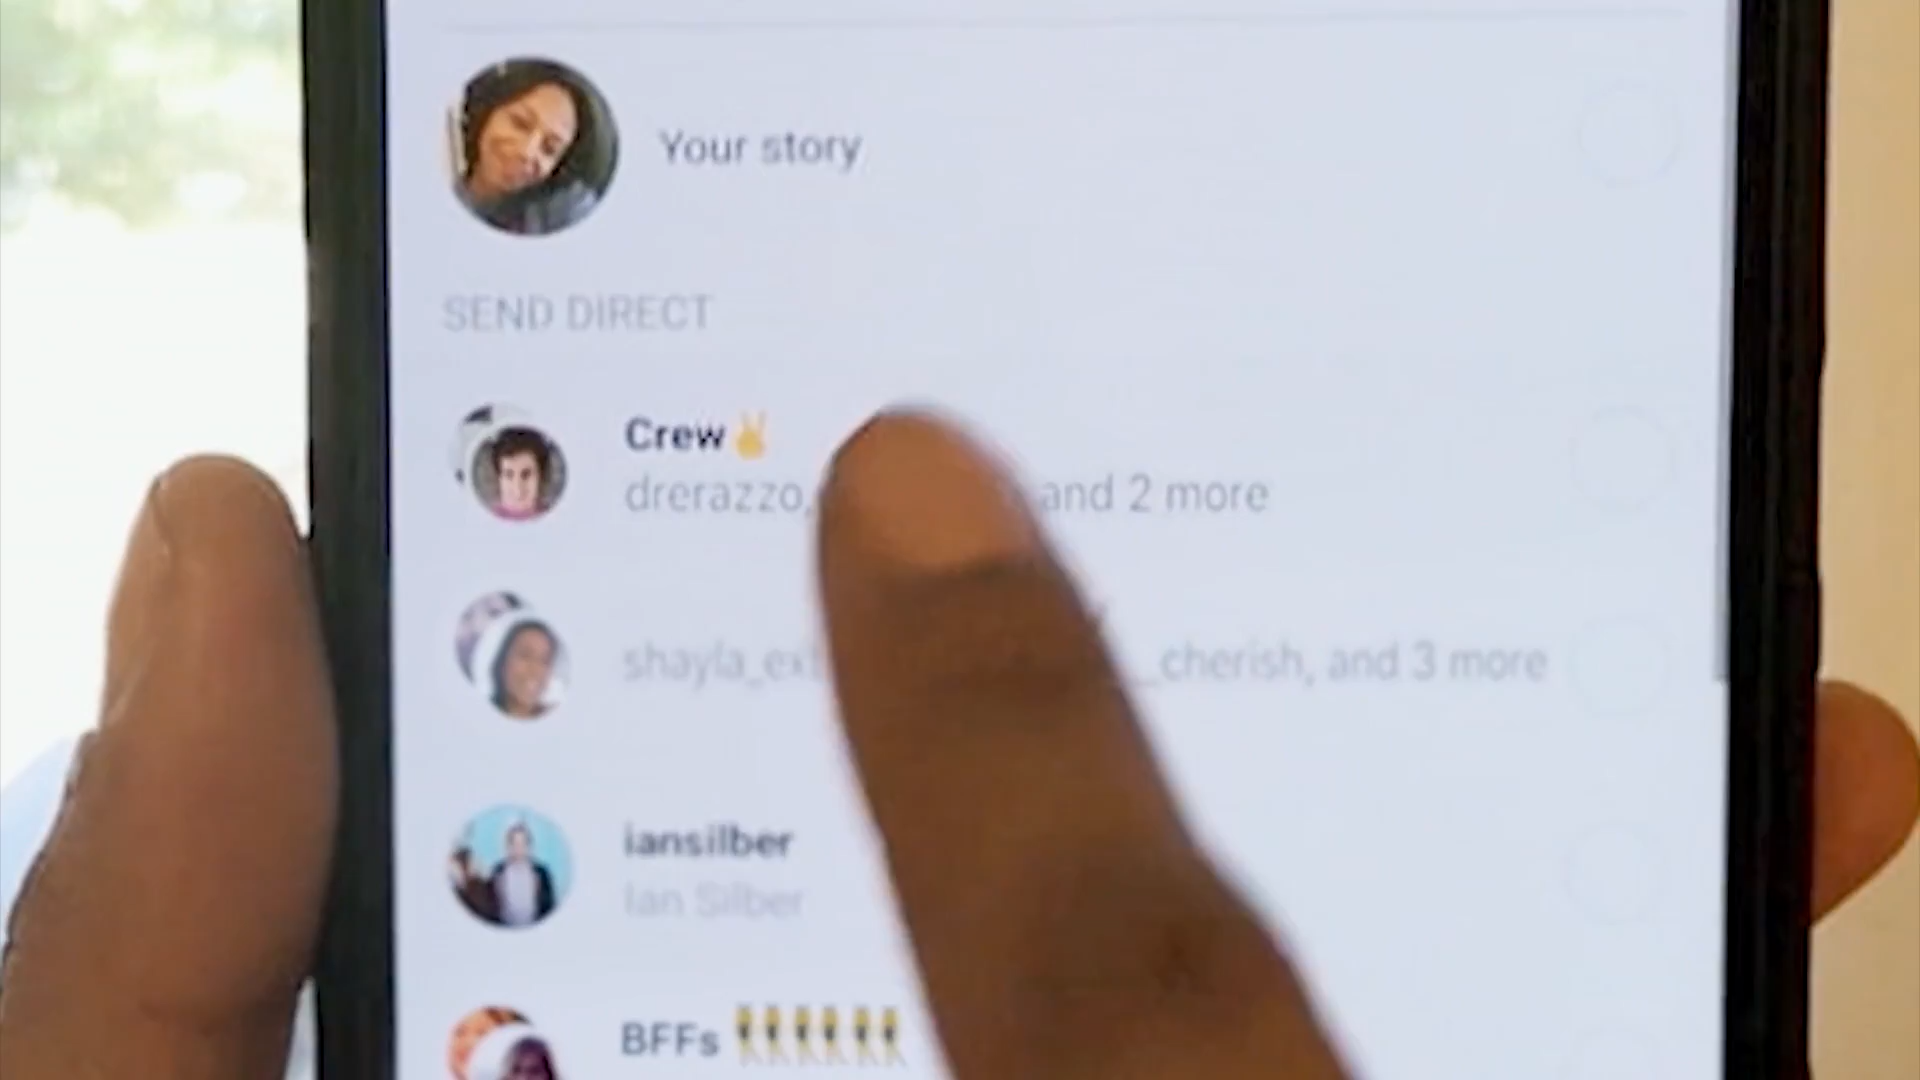 Your story
SEND DIRECT
Crew✌
drerazzo, and 2 more
_cherish, and 3 more
iansilber
Ian Silber
BFFs 👯👯👯